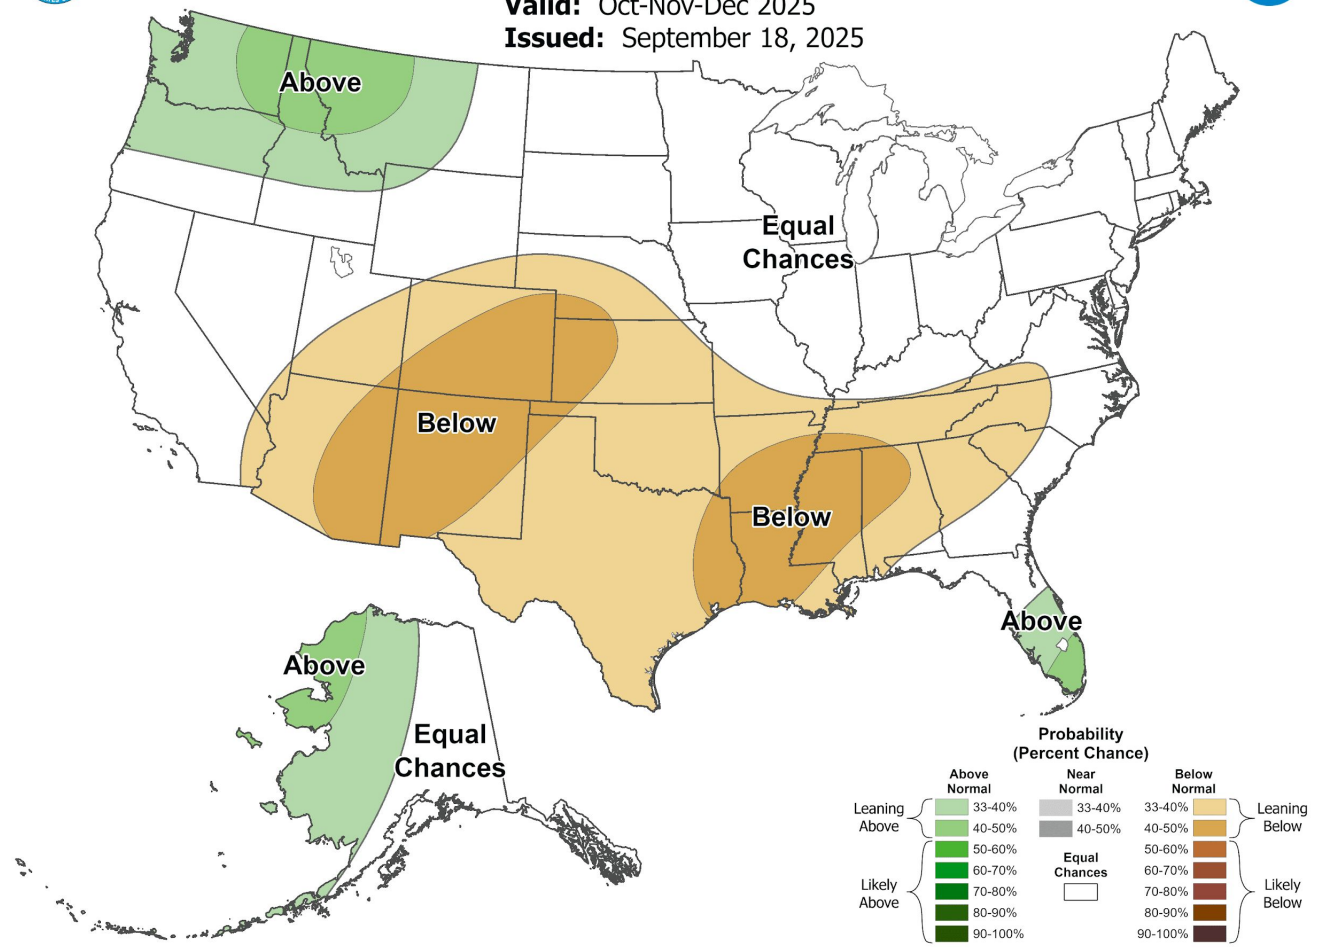 Valid: Oct-Nov-Dec 2025
Issued: September 18, 2025
Above
Equal
Chances
Below
Below
Above
Above
Equal
Chances
Probability
(Percent Chance)
Above
Normal
Near
Normal
Below
Normal
Leaning
Above
33-40%
40-50%
33-40%
40-50%
33-40%
40-50%
Leaning
Below
Likely
Above
50-60%
60-70%
70-80%
80-90%
90-100%
Equal
Chances
50-60%
60-70%
70-80%
80-90%
90-100%
Likely
Below